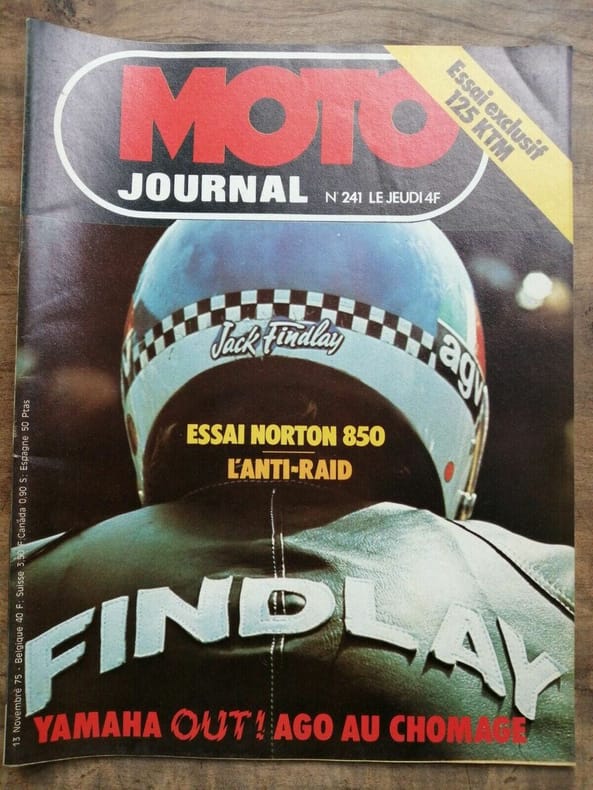 MOTO
JOURNAL
N° 241 LE JEUDI 4F
Essai exclusif
125 KTM
Jack Findlay
agv
ESSAI NORTON 850
L'ANTI-RAID
FINDLAY
YAMAHA OUT! AGO AU CHOMAGE
13 Novembre 75 - Belgique 40 F: Suisse 3,50 F Canada 0,90 S: Espagne 50 Ptas